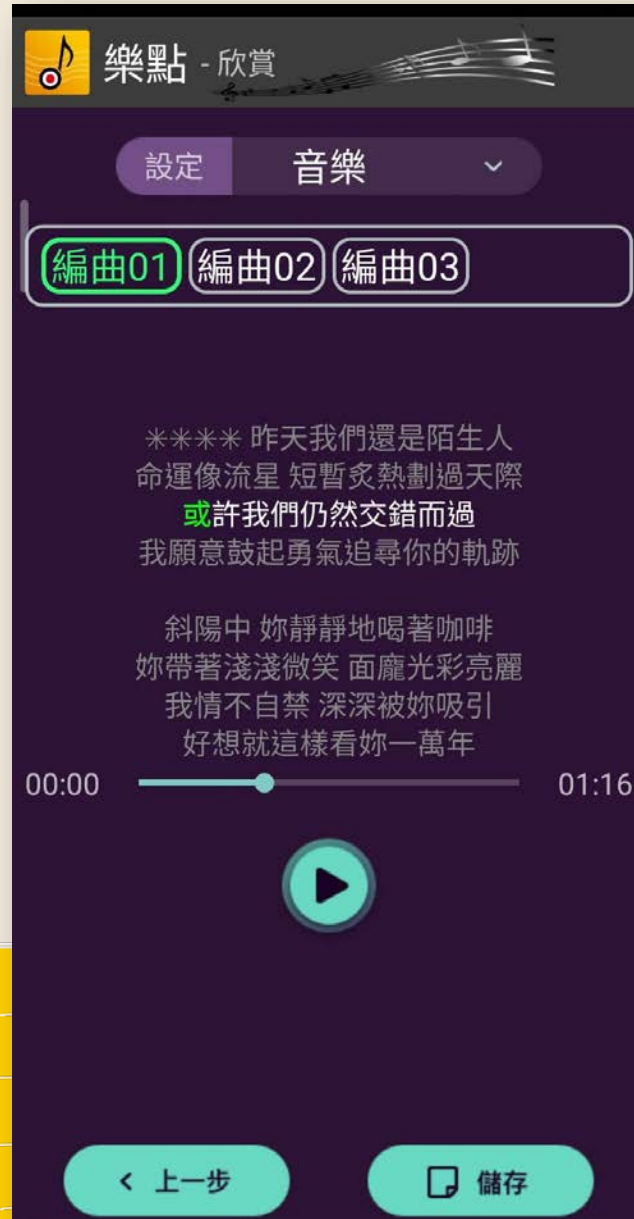 樂點 - 欣賞
設定 音樂
編曲01 編曲02 編曲03
**** 昨天我們還是陌生人
命運像流星 短暫炙熱劃過天際
或許我們仍然交錯而過
我願意鼓起勇氣追尋你的軌跡
斜陽中 妳靜靜地喝著咖啡
妳帶著淺淺微笑 面龐光彩亮麗
我情不自禁 深深被妳吸引
好想就這樣看妳一萬年
00:00 01:16
上一步 儲存